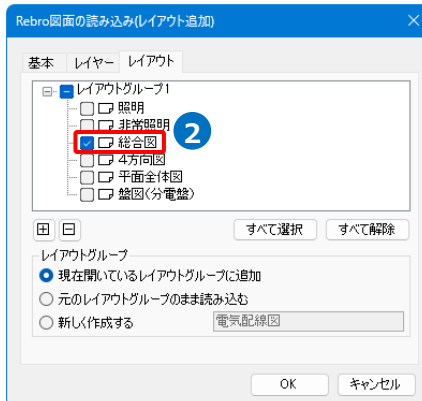 Rebro図面の読み込み(レイアウト追加)
基本 レイヤー レイアウト
レイアウトグループ1
照明
非常照明
総合図
2
4方向図
平面全体図
盤図(分電盤)
すべて選択 すべて解除
レイアウトグループ
現在開いているレイアウトグループに追加
元のレイアウトグループのまま読み込む
新しく作成する 電気配線図
OK キャンセル